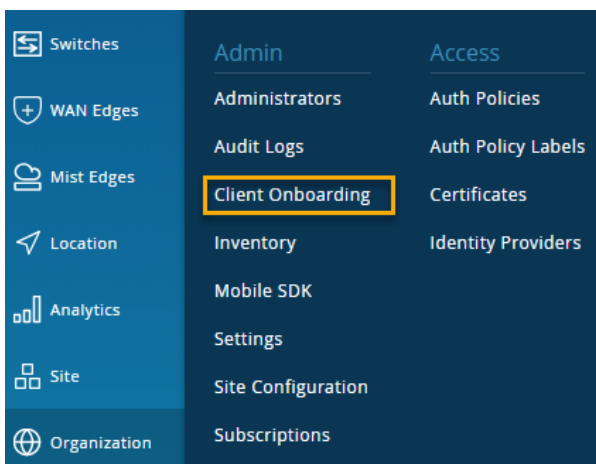 Switches
WAN Edges
Mist Edges
Location
Analytics
Site
Organization
Admin
Administrators
Audit Logs
Client Onboarding
Inventory
Mobile SDK
Settings
Site Configuration
Subscriptions
Access
Auth Policies
Auth Policy Labels
Certificates
Identity Providers